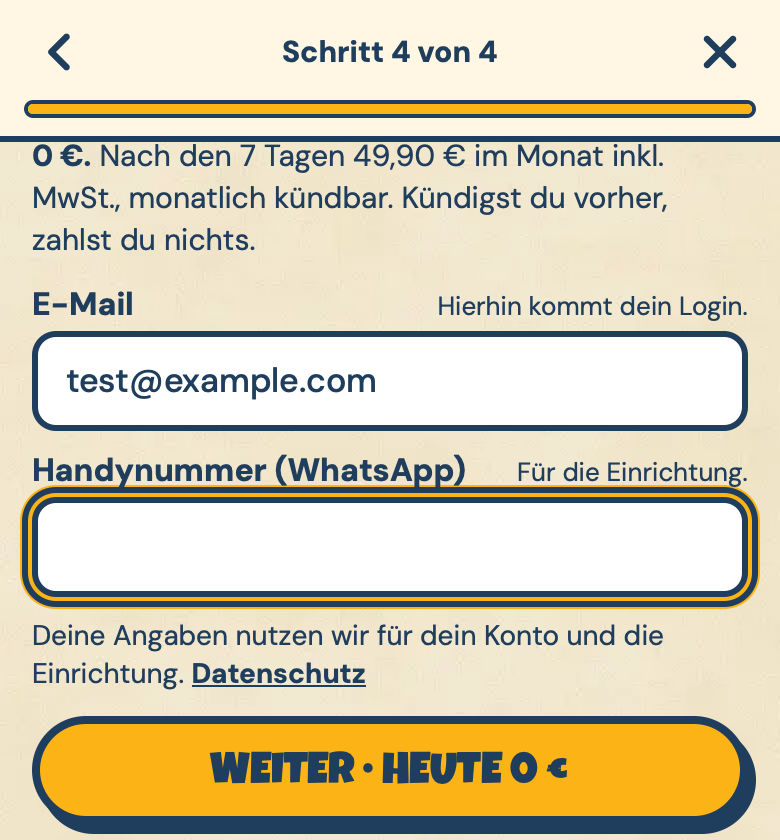 Schritt 4 von 4
0 €. Nach den 7 Tagen 49,90 € im Monat inkl.
MwSt., monatlich kündbar. Kündigst du vorher,
zahlst du nichts.
E-Mail Hierhin kommt dein Login.
test@example.com
Handynummer (WhatsApp) Für die Einrichtung.
Deine Angaben nutzen wir für dein Konto und die
Einrichtung. Datenschutz
WEITER · HEUTE 0 €